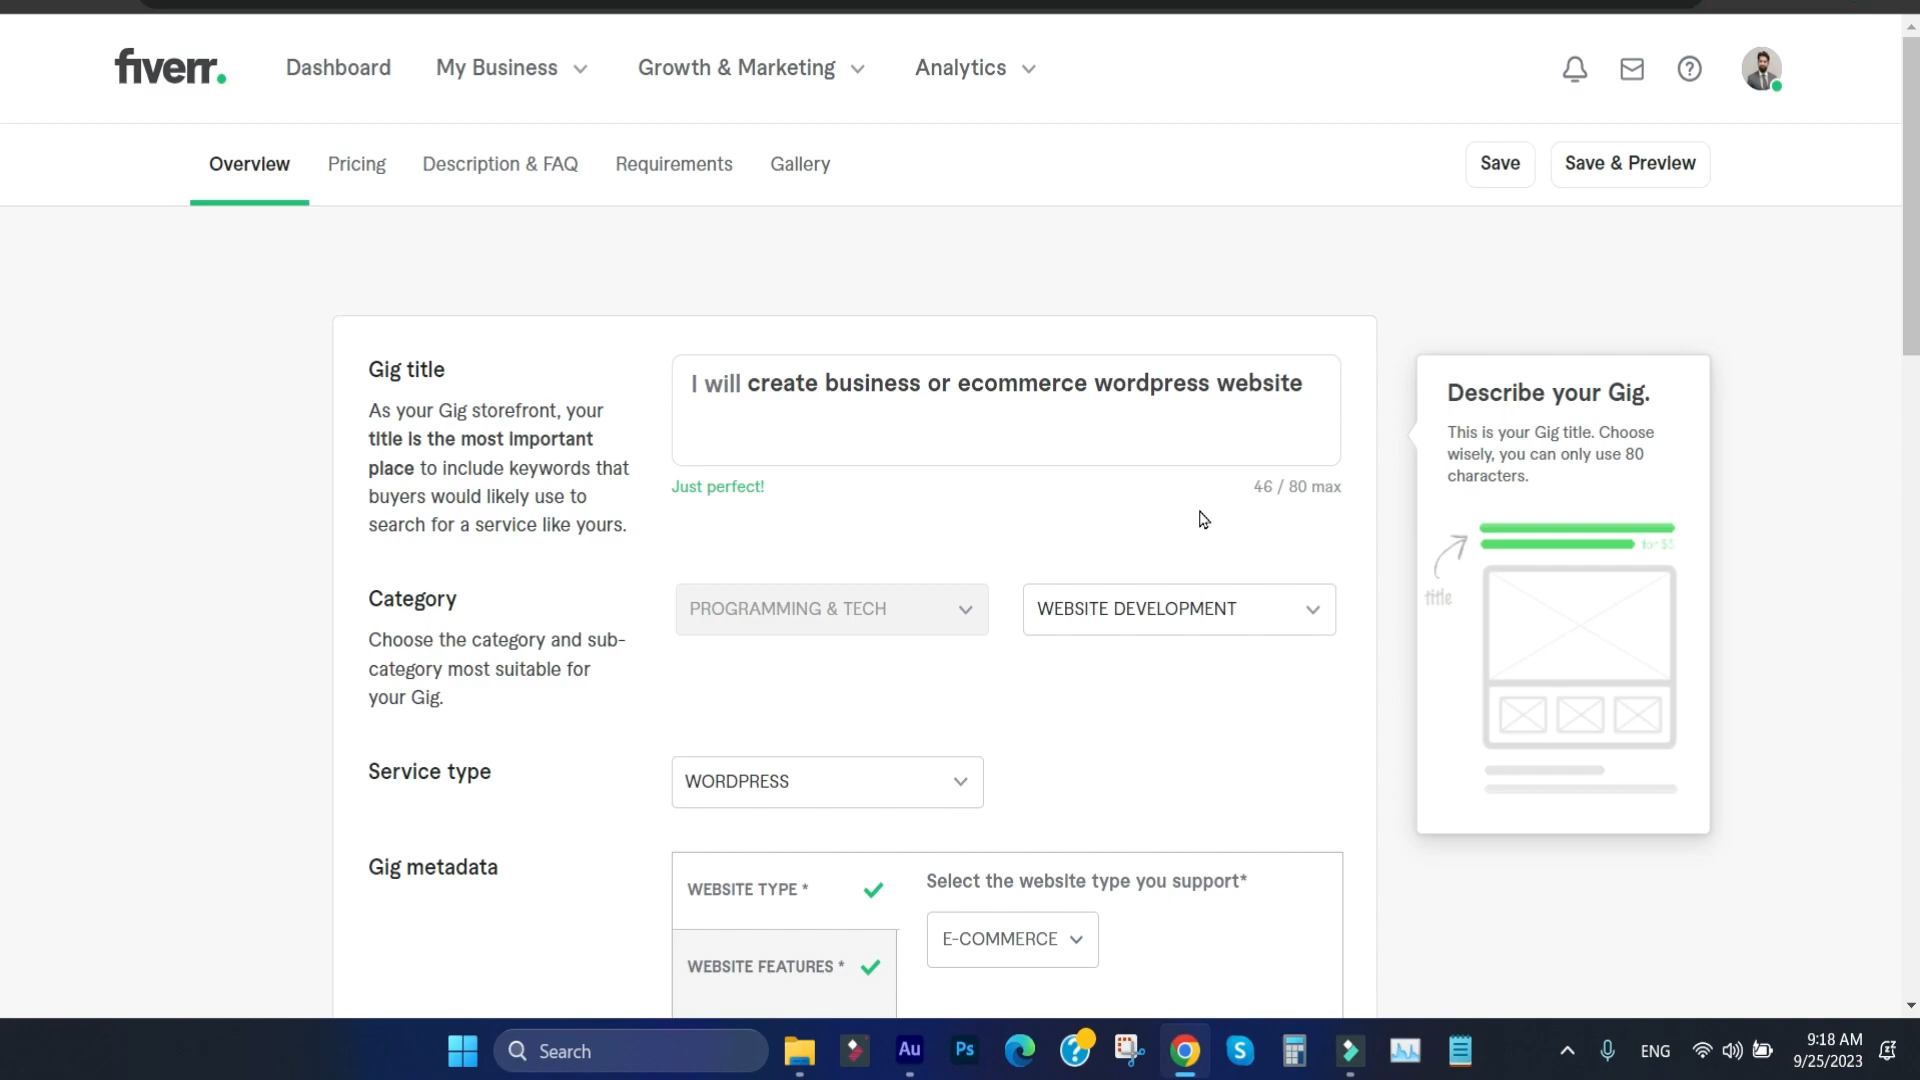 fiverr.
Dashboard
My Business
Growth & Marketing
Analytics
Overview
Pricing
Description & FAQ
Requirements
Gallery
Save
Save & Preview
Gig title
As your Gig storefront, your
title is the most important
place to include keywords that
buyers would likely use to
search for a service like yours.
I will create business or ecommerce wordpress website
Just perfect!
46 / 80 max
Describe your Gig.
This is your Gig title. Choose
wisely, you can only use 80
characters.
for $5
title
Category
Choose the category and sub-
category most suitable for
your Gig.
PROGRAMMING & TECH
WEBSITE DEVELOPMENT
Service type
WORDPRESS
Gig metadata
WEBSITE TYPE *
Select the website type you support*
E-COMMERCE
WEBSITE FEATURES *
Search
Au
Ps
ENG
9:18 AM
9/25/2023